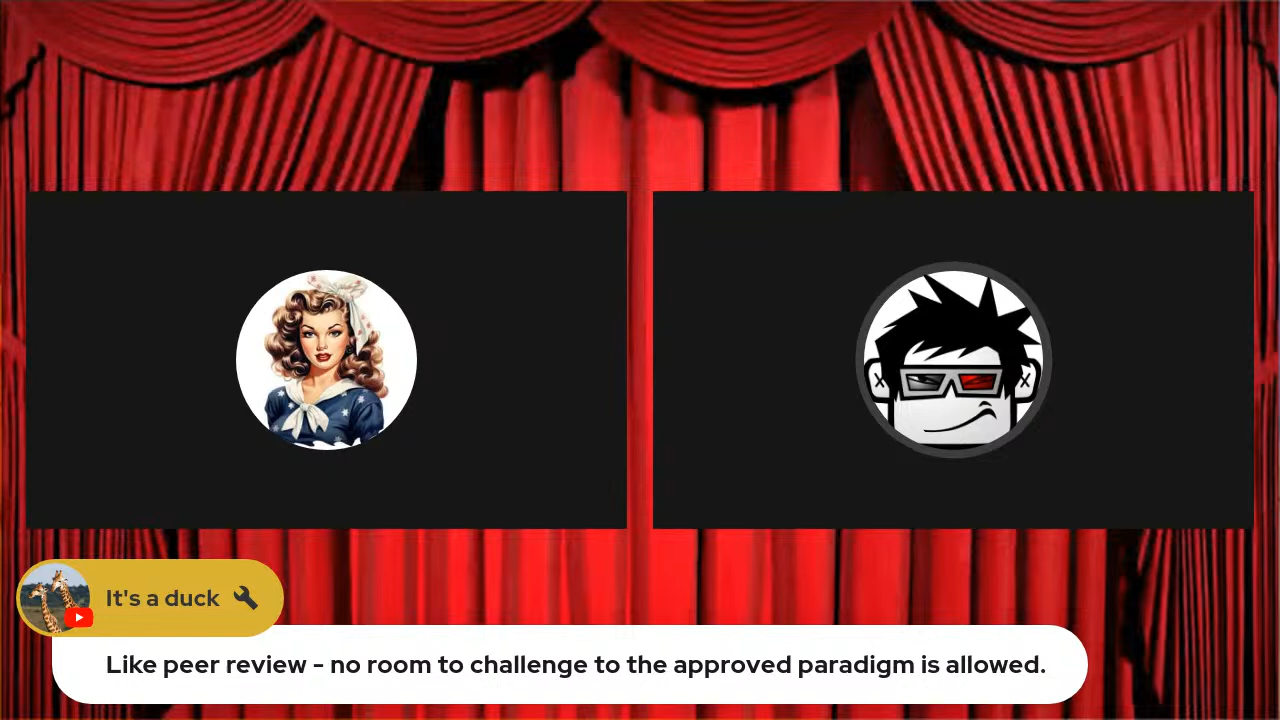 It's a duck
Like peer review - no room to challenge to the approved paradigm is allowed.